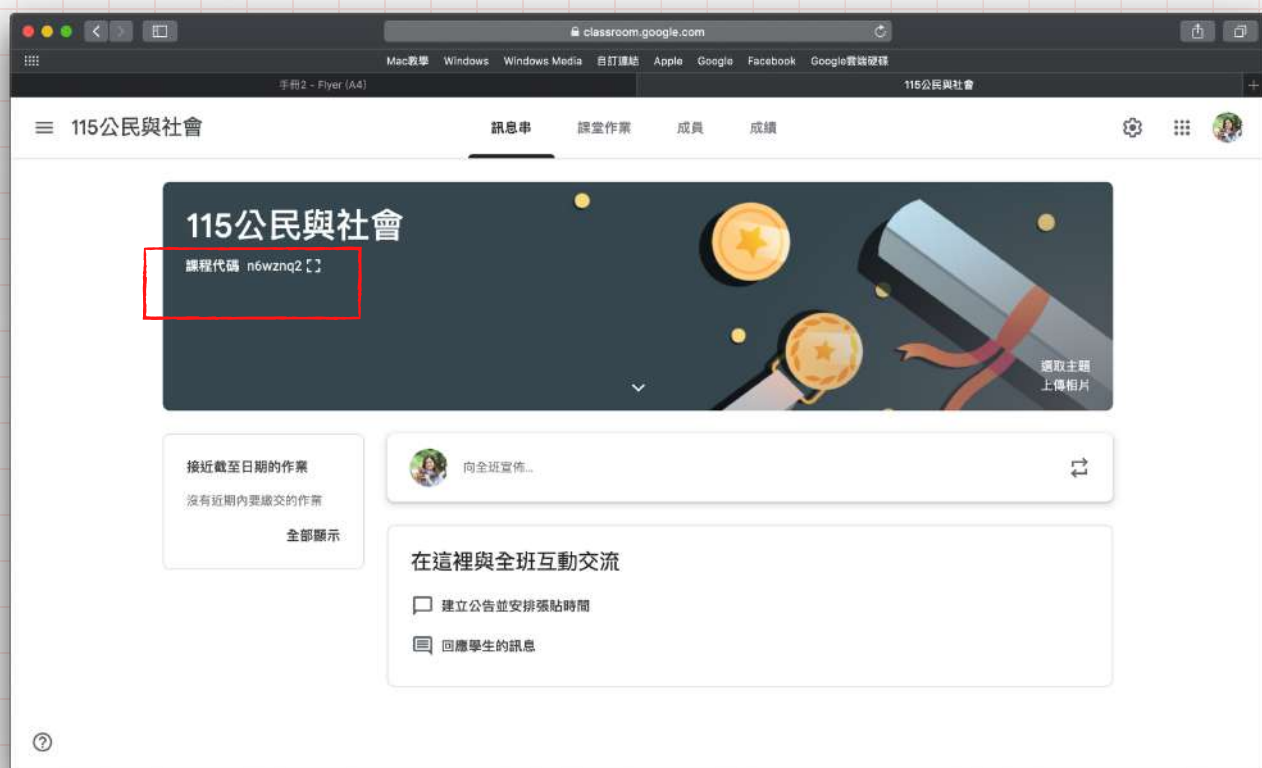 classroom.google.com
Mac教學 Windows Windows Media 自訂連結 Apple Google Facebook Google雲端硬碟
手冊2 - Flyer (A4)
115公民與社會
115公民與社會
訊息串 課堂作業 成員 成績
115公民與社會
課程代碼 n6wznq2
選取主題
上傳相片
接近截至日期的作業
沒有近期內要繳交的作業
全部顯示
向全班宣佈...
在這裡與全班互動交流
建立公告並安排張貼時間
回應學生的訊息